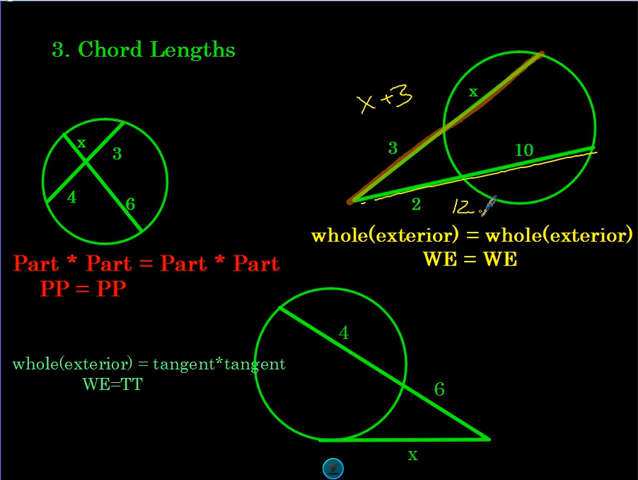 3. Chord Lengths
x
3
4
6
Part * Part = Part * Part
PP = PP
x+3
x
3
10
2
12.
whole(exterior) = whole(exterior)
WE = WE
whole(exterior) = tangent*tangent
WE=TT
4
6
x